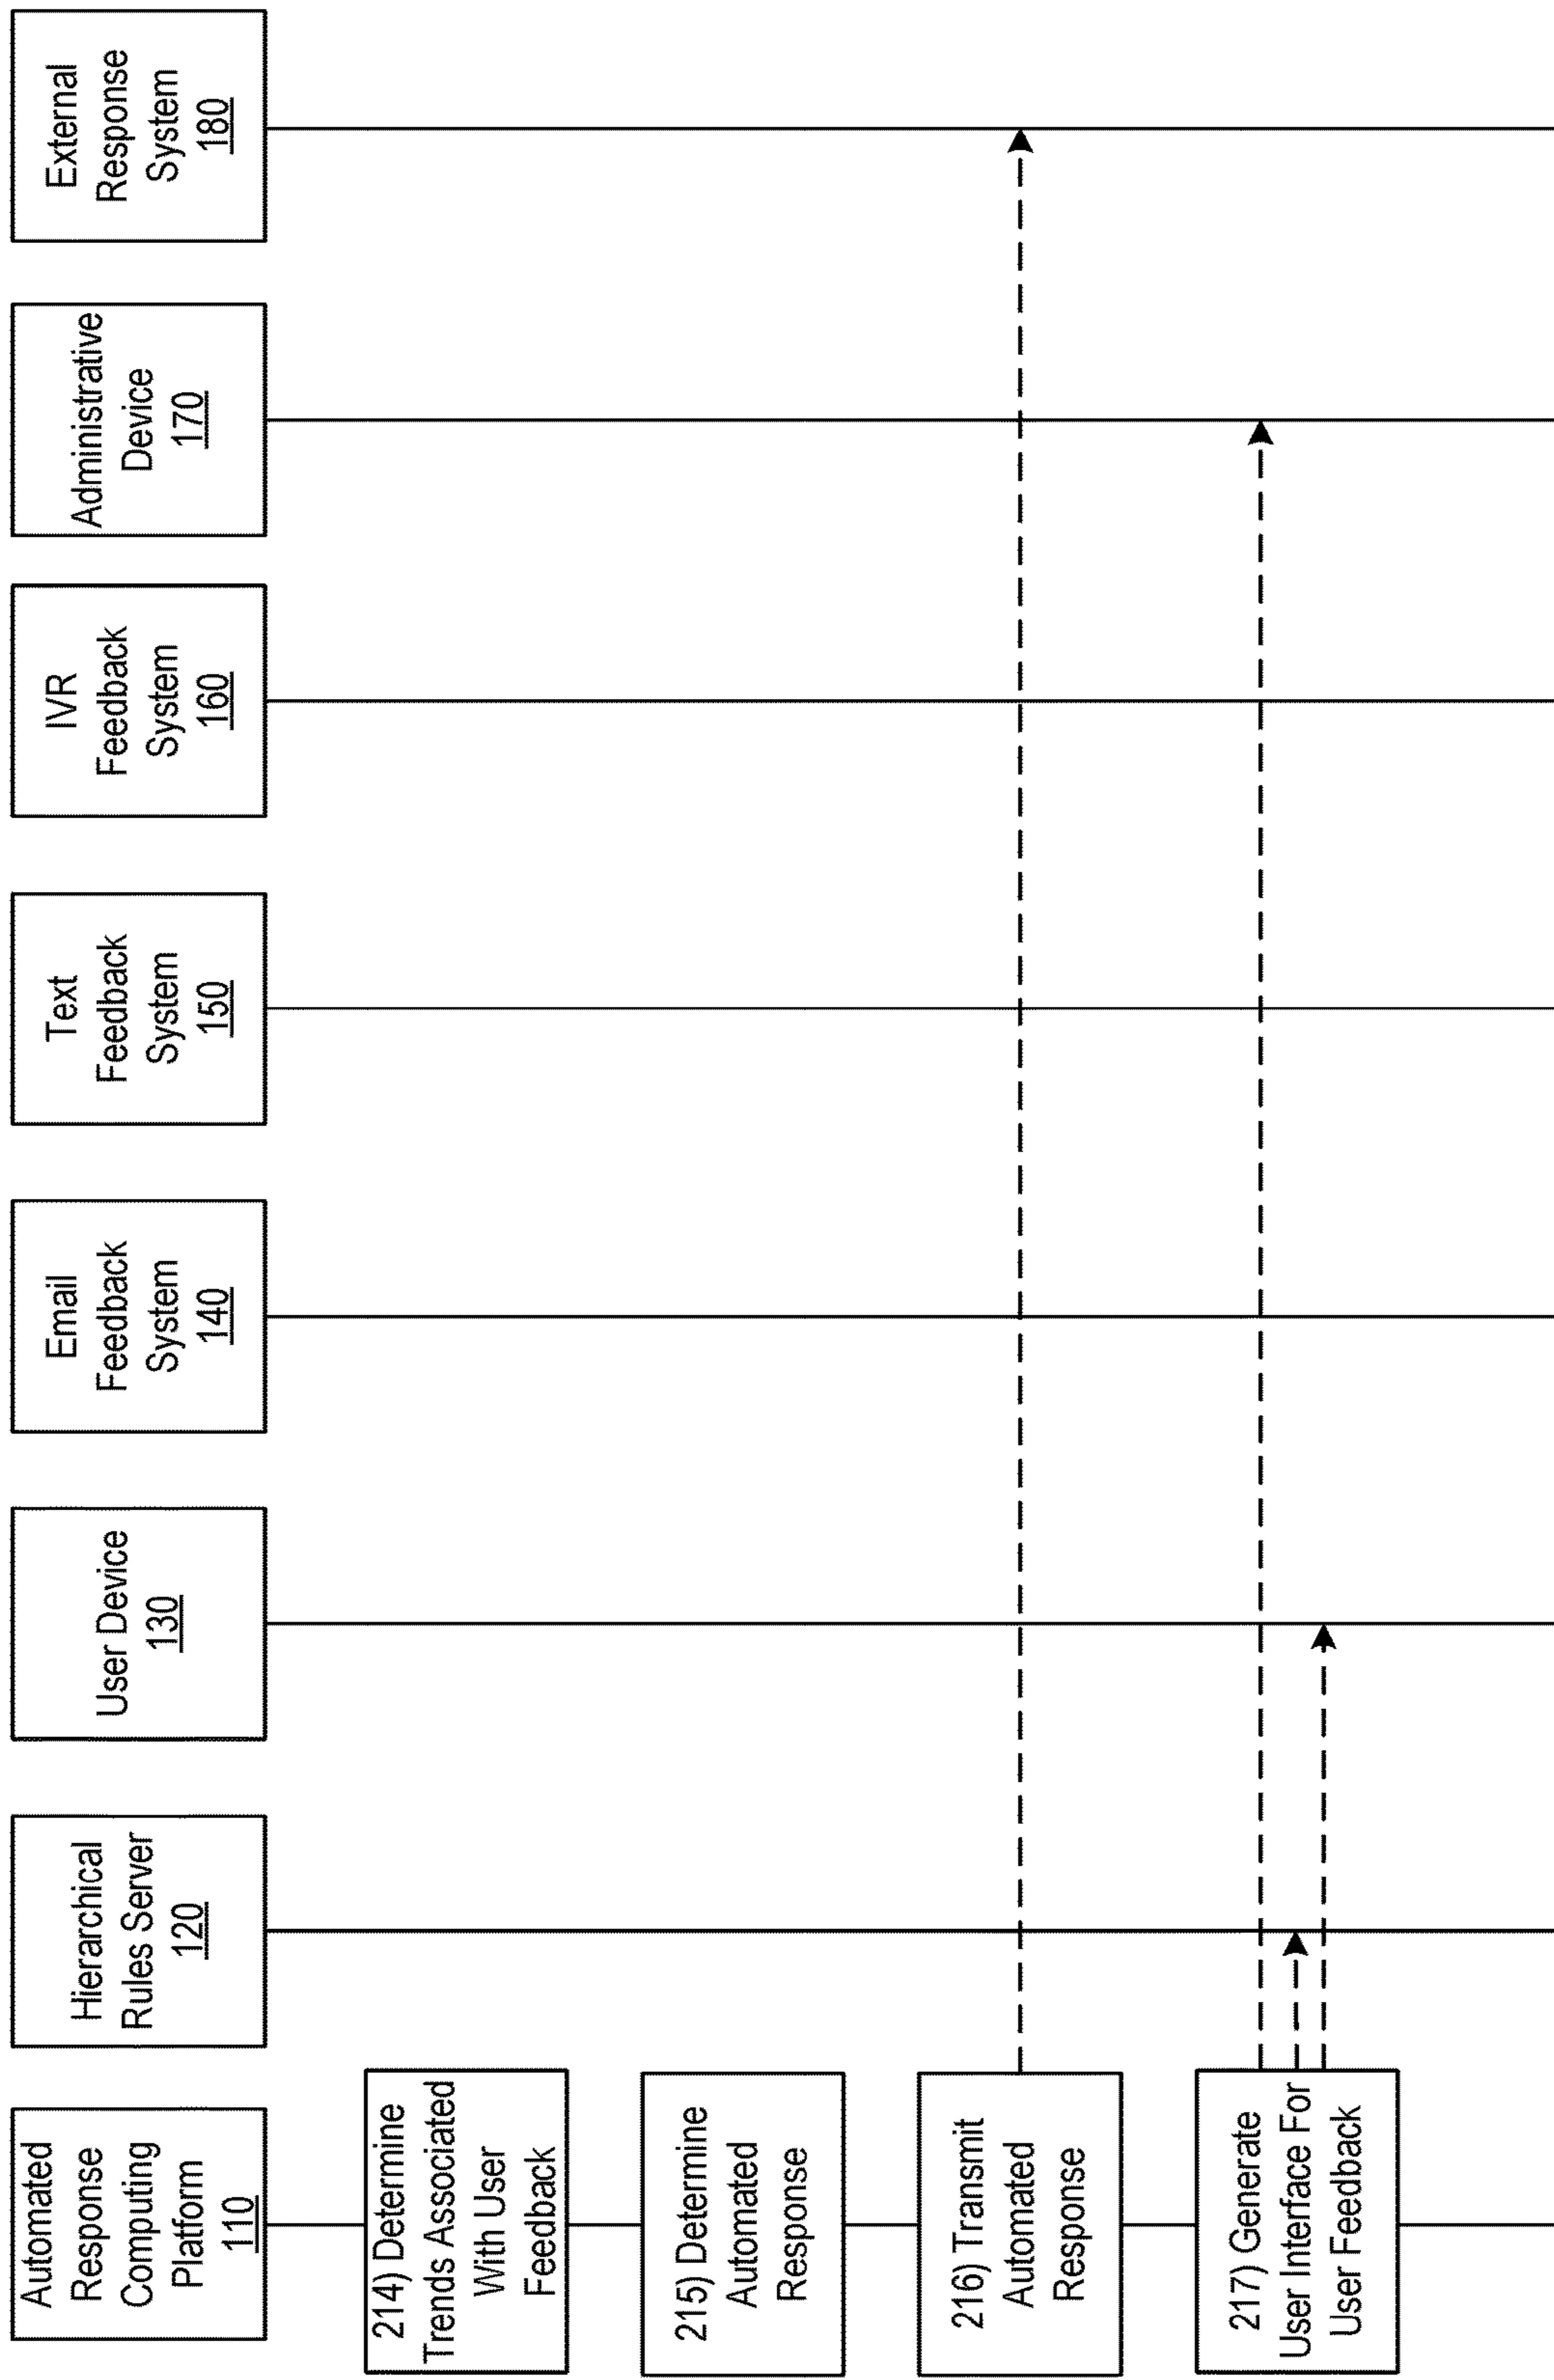 Automated
Response
Computing
Platform
110
Hierarchical
Rules Server
120
User Device
130
Email
Feedback
System
140
Text
Feedback
System
150
IVR
Feedback
System
160
Administrative
Device
170
External
Response
System
180
214) Determine
Trends Associated
With User
Feedback
215) Determine
Automated
Response
216) Transmit
Automated
Response
217) Generate
User Interface For
User Feedback